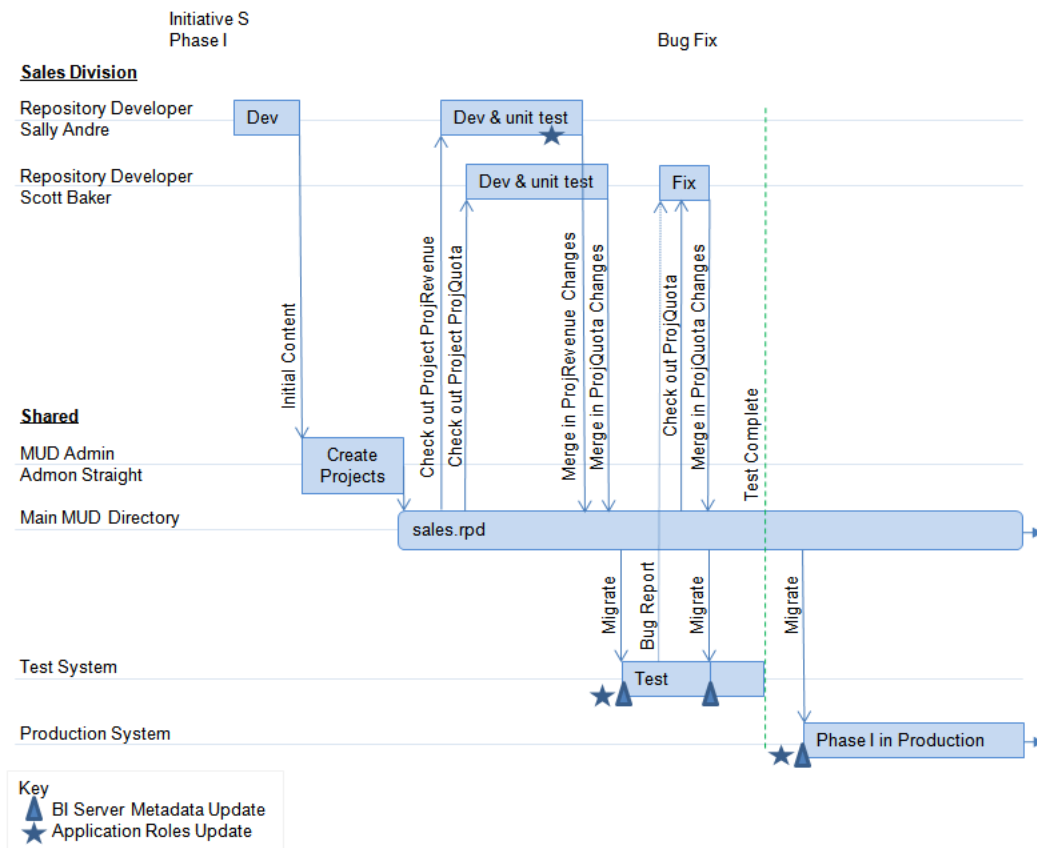 Initiative S
Phase I
Bug Fix
Sales Division
Repository Developer
Sally Andre
Dev
Dev & unit test
Repository Developer
Scott Baker
Dev & unit test
Fix
Initial Content
Check out Project ProjRevenue
Check out Project ProjQuota
Merge in ProjRevenue Changes
Merge in ProjQuota Changes
Check out ProjQuota
Merge in ProjQuota Changes
Test Complete
Shared
MUD Admin
Admon Straight
Create
Projects
Main MUD Directory
sales.rpd
Migrate
Bug Report
Migrate
Migrate
Test System
Test
Production System
Phase I in Production
Key
BI Server Metadata Update
Application Roles Update